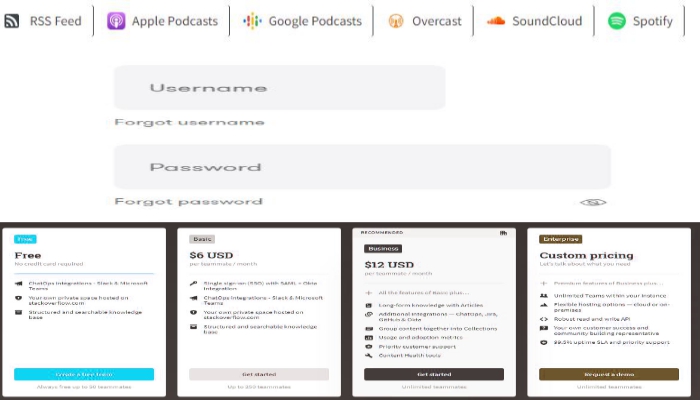 RSS Feed Apple Podcasts Google Podcasts Overcast SoundCloud Spotify
Username
Forgot username
Password
Forgot password
Free
Free
No credit card required
ChatOps Integrations - Slack & Microsoft
Teams
Your own private space hosted on
stackoverflow.com
Structured and searchable knowledge
base
Create a free team
Always free up to 50 teammates
Basic
$6 USD
per teammate / month
Single sign-on (SSO) with SAML + Okta
Integration
ChatOps Integrations - Slack & Microsoft
Teams
Your own private space hosted on
stackoverflow.com
Structured and searchable knowledge
base
Get started
Up to 250 teammates
RECOMMENDED
Business
$12 USD
per teammate / month
All the features of Basic plus...
Long-form knowledge with Articles
Additional Integrations — ChatOps, Jira,
GitHub & Okta
Group content together into Collections
Usage and adoption metrics
Priority customer support
Content Health tools
Get started
Unlimited teammates
Enterprise
Custom pricing
Let's talk about what you need
Premium features of Business plus...
Unlimited Teams within your instance
Flexible hosting options — cloud or on-
premises
Robust read and write API
Your own customer success and
community building representative
99.5% uptime SLA and priority support
Request a demo
Unlimited teammates